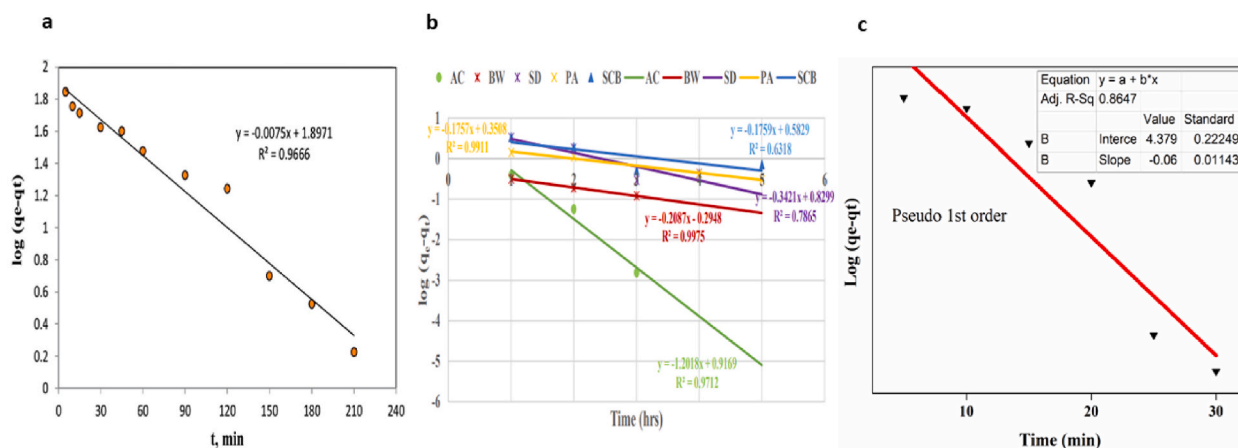 a
2
1.8
1.6
1.4
1.2
1
0.8
0.6
0.4
0.2
0
log (qe-qt)
y = -0.0075x + 1.8971
R² = 0.9666
0 30 60 90 120 150 180 210 240
t, min
b
AC BW SD PA SCB AC BW SD PA SCB
1
0
-1
-2
-3
-4
-5
-6
log (qe-qt)
y = -0.1757x + 0.3508
R² = 0.9911
y = -0.1759x + 0.5829
R² = 0.6318
y = -0.3421x + 0.8299
R² = 0.7865
y = -0.2087x - 0.2948
R² = 0.9975
y = -1.2018x + 0.9169
R² = 0.9712
0 1 2 3 4 5 6
Time (hrs)
c
Equation y = a + b*x
Adj. R-Sq 0.8647
Value Standard
B Interce 4.379 0.22249
B Slope -0.06 0.01143
Pseudo 1st order
Log (qe-qt)
10 20 30
Time (min)